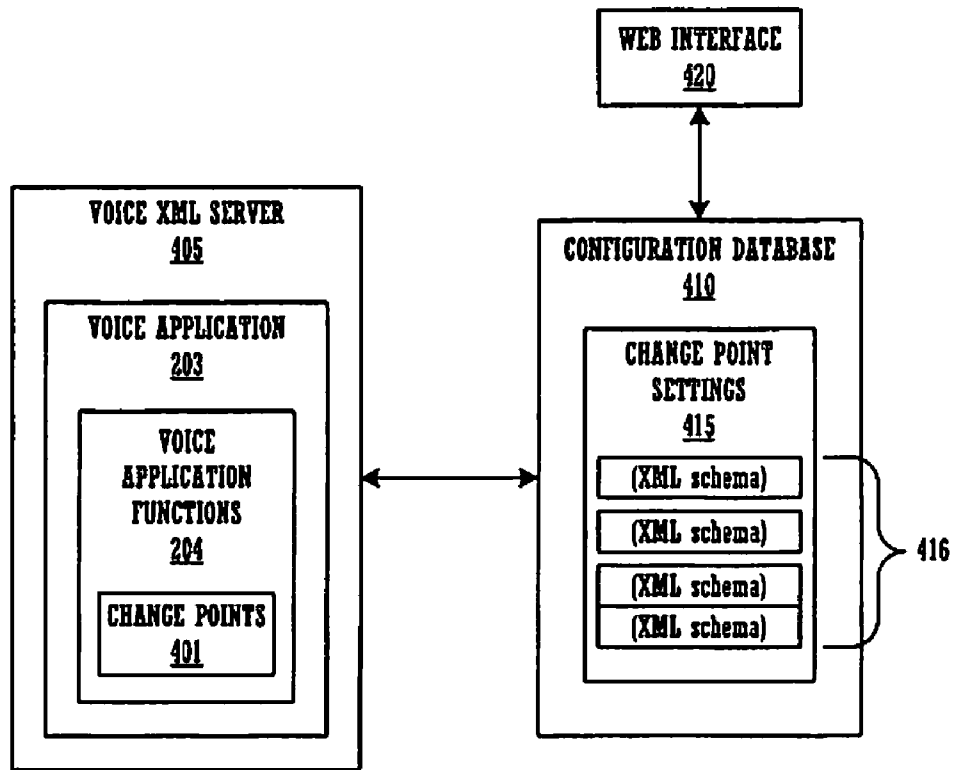 WEB INTERFACE
420
VOICE XML SERVER
405
VOICE APPLICATION
203
VOICE
APPLICATION
FUNCTIONS
204
CHANGE POINTS
401
CONFIGURATION DATABASE
410
CHANGE POINT
SETTINGS
415
(XML schema)
(XML schema)
(XML schema)
(XML schema)
416